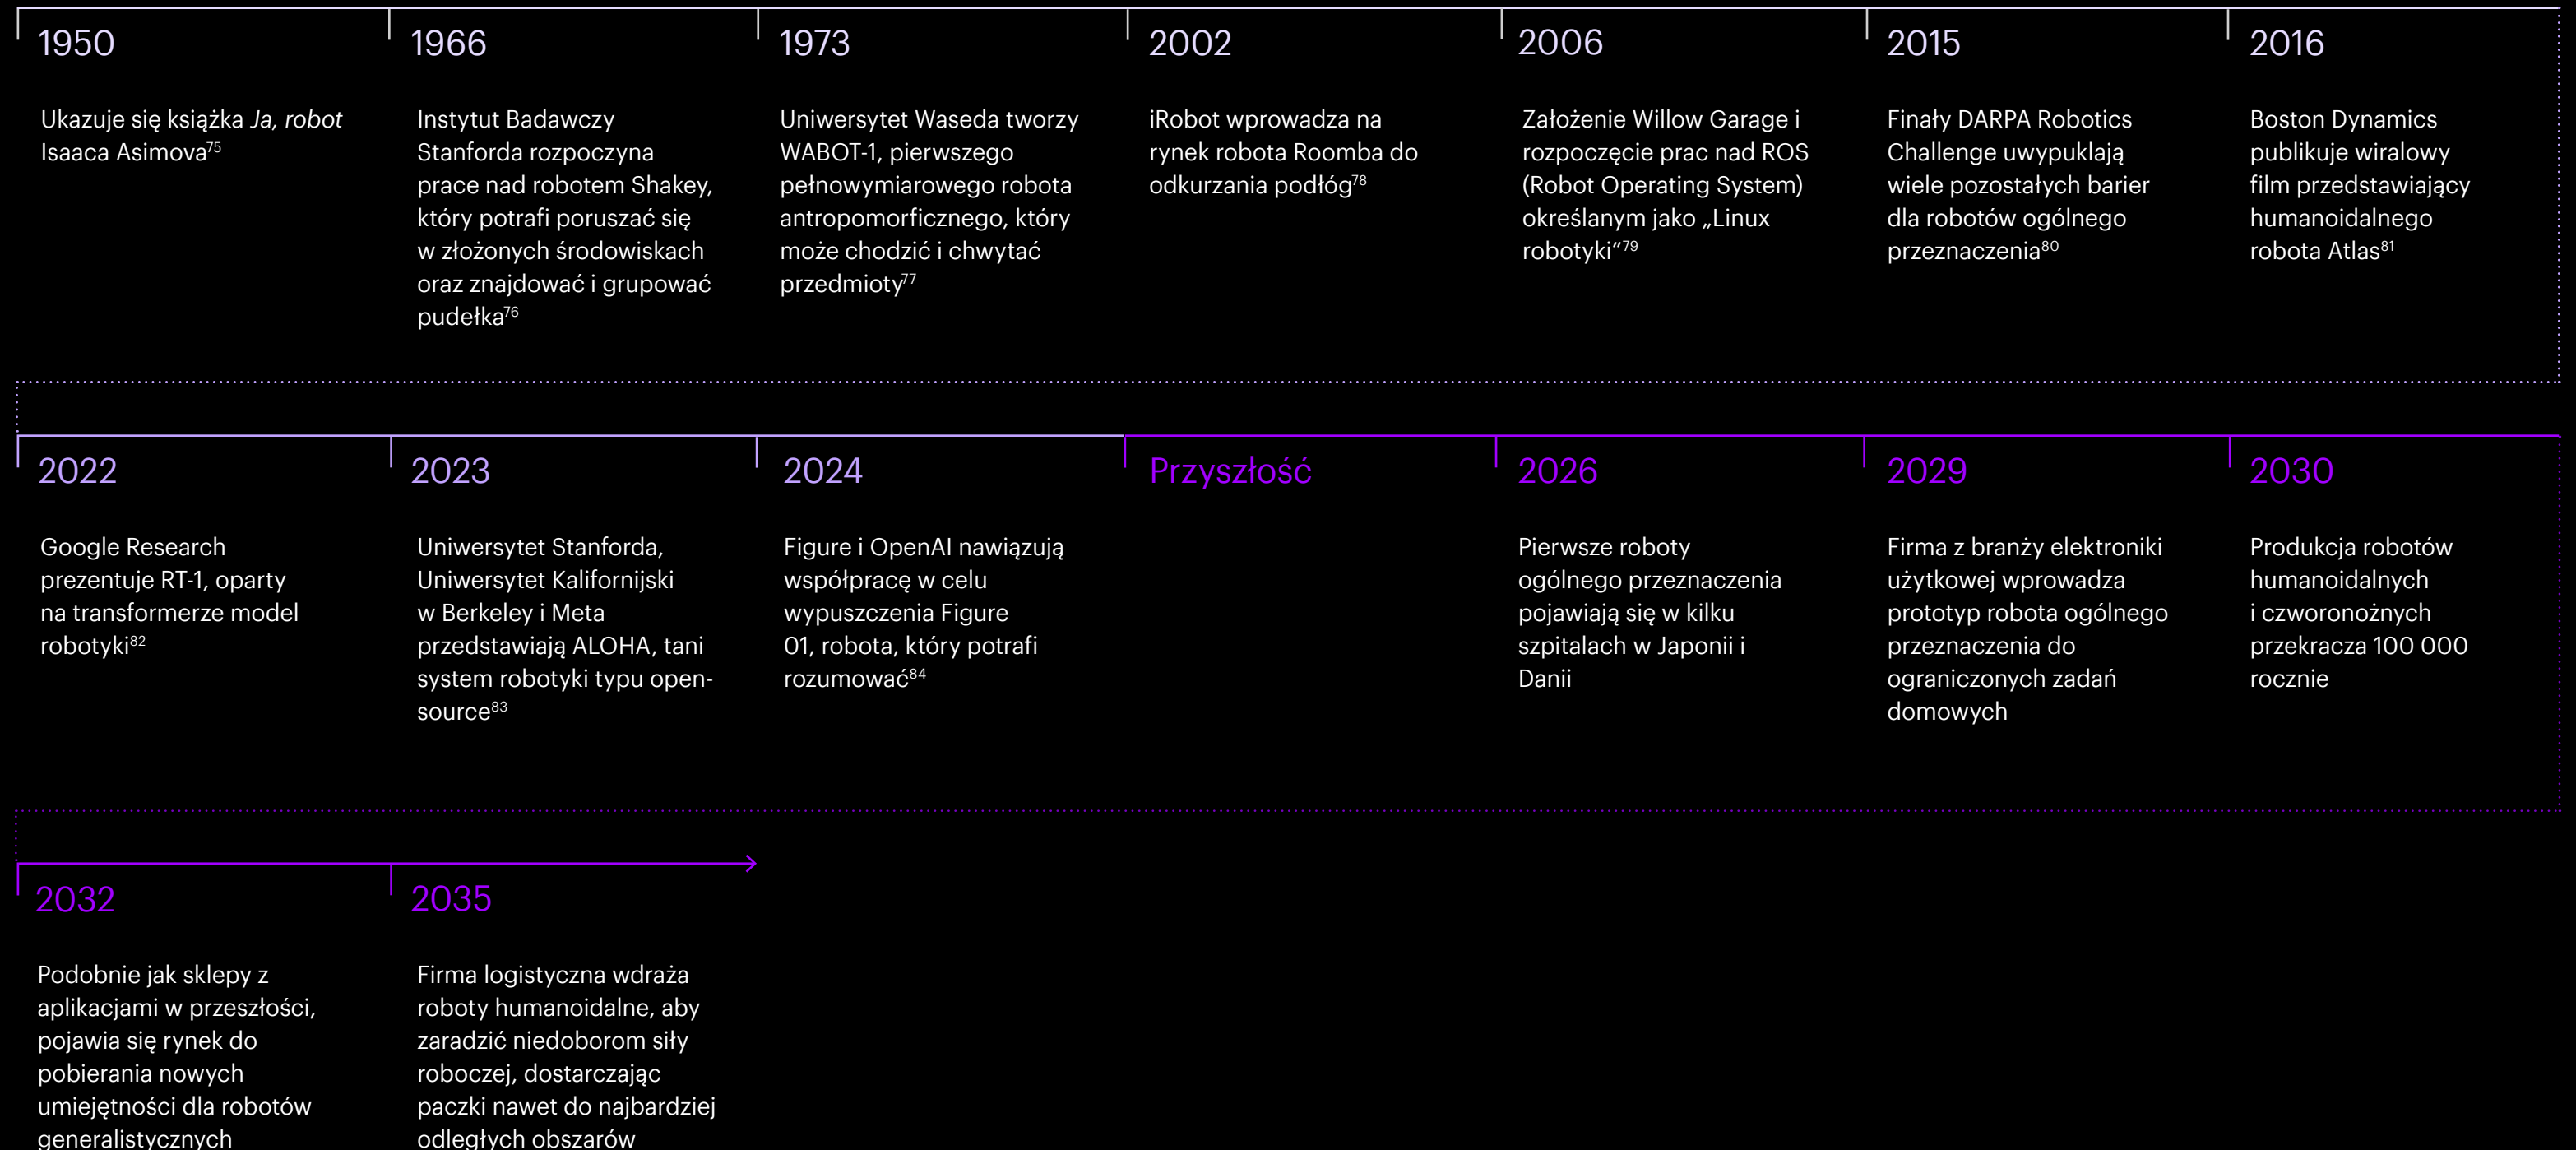 1950
Ukazuje się książka Ja, robot
Isaaca Asimova75
1966
Instytut Badawczy
Stanforda rozpoczyna
prace nad robotem Shakey,
który potrafi poruszać się
w złożonych środowiskach
oraz znajdować i grupować
pudełka76
1973
Uniwersytet Waseda tworzy
WABOT-1, pierwszego
pełnowymiarowego robota
antropomorficznego, który
może chodzić i chwytać
przedmioty77
2002
iRobot wprowadza na
rynek robota Roomba do
odkurzania podłóg78
2006
Założenie Willow Garage i
rozpoczęcie prac nad ROS
(Robot Operating System)
określanym jako „Linux
robotyki”79
2015
Finały DARPA Robotics
Challenge uwypuklają
wiele pozostałych barier
dla robotów ogólnego
przeznaczenia80
2016
Boston Dynamics
publikuje wiralowy
film przedstawiający
humanoidalnego
robota Atlas81
2022
Google Research
prezentuje RT-1, oparty
na transformerze model
robotyki82
2023
Uniwersytet Stanforda,
Uniwersytet Kalifornijski
w Berkeley i Meta
przedstawiają ALOHA, tani
system robotyki typu open-
source83
2024
Figure i OpenAI nawiązują
współpracę w celu
wypuszczenia Figure
01, robota, który potrafi
rozumować84
Przyszłość
2026
Pierwsze roboty
ogólnego przeznaczenia
pojawiają się w kilku
szpitalach w Japonii i
Danii
2029
Firma z branży elektroniki
użytkowej wprowadza
prototyp robota ogólnego
przeznaczenia do
ograniczonych zadań
domowych
2030
Produkcja robotów
humanoidalnych
i czworonożnych
przekracza 100 000
rocznie
2032
Podobnie jak sklepy z
aplikacjami w przeszłości,
pojawia się rynek do
pobierania nowych
umiejętności dla robotów
generalistycznych
2035
Firma logistyczna wdraża
roboty humanoidalne, aby
zaradzić niedoborom siły
roboczej, dostarczając
paczki nawet do najbardziej
odległych obszarów